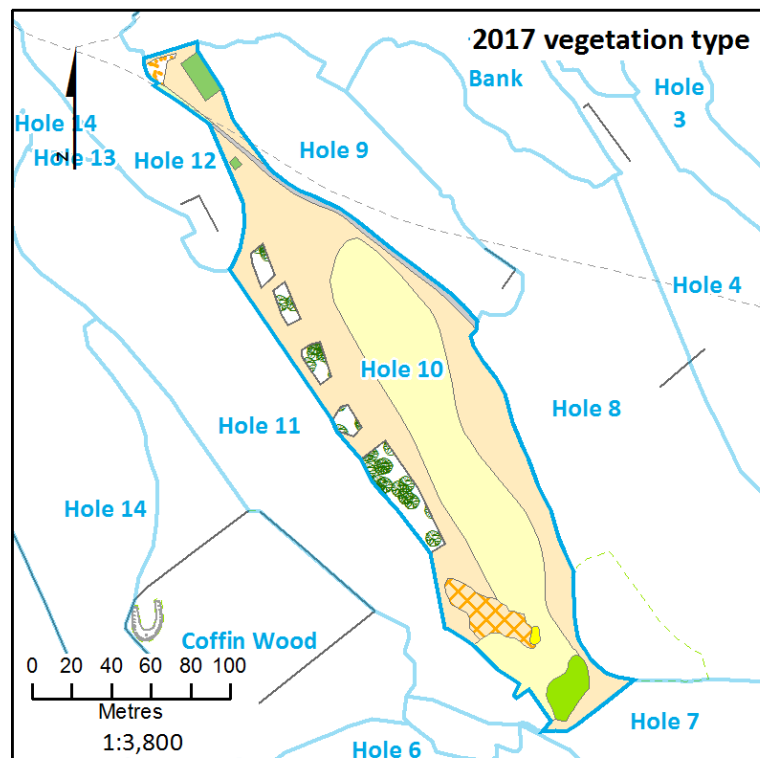 2017 vegetation type
Bank
Hole
3
Hole 14
Hole 13
Hole 12
Hole 9
Z
Hole 4
Hole 10
Hole 8
Hole 11
Hole 14
Coffin Wood
0 20 40 60 80 100
Metres
1:3,800
Hole 7
Hole 6